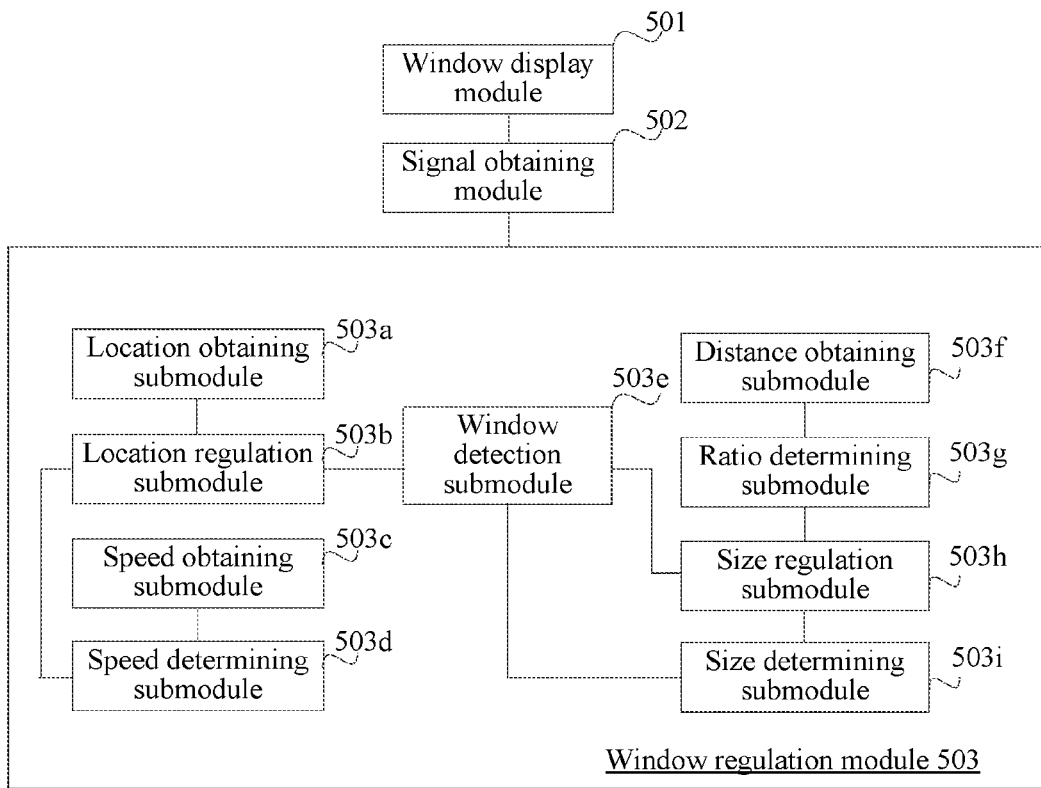 501
Window display
module
502
Signal obtaining
module
503a
Location obtaining
submodule
503b
Location regulation
submodule
503c
Speed obtaining
submodule
503d
Speed determining
submodule
503e
Window
detection
submodule
503f
Distance obtaining
submodule
503g
Ratio determining
submodule
503h
Size regulation
submodule
503i
Size determining
submodule
Window regulation module 503